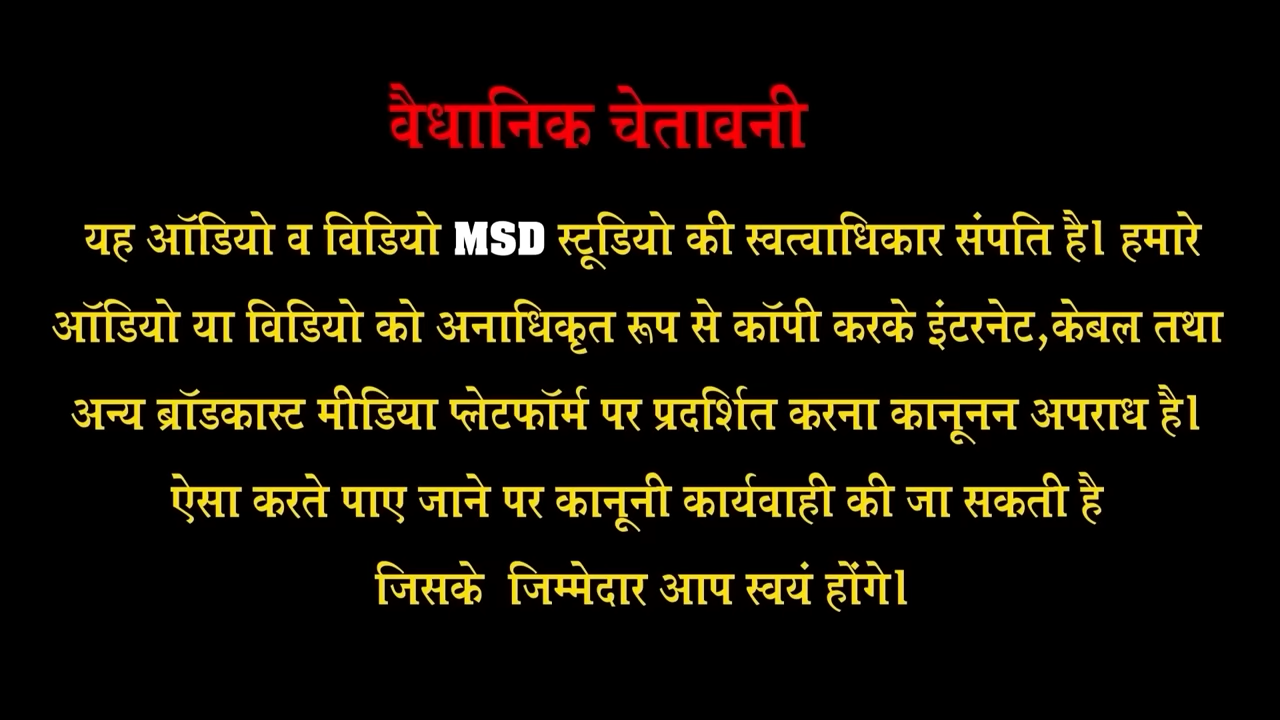 वैधानिक चेतावनी
यह ऑडियो व विडियो MSD स्टूडियो की स्वत्वाधिकार संपति है। हमारे
ऑडियो या विडियो को अनाधिकृत रूप से कॉपी करके इंटरनेट,केबल तथा
अन्य ब्रॉडकास्ट मीडिया प्लेटफॉर्म पर प्रदर्शित करना कानूनन अपराध है।
ऐसा करते पाए जाने पर कानूनी कार्यवाही की जा सकती है
जिसके जिम्मेदार आप स्वयं होंगे।